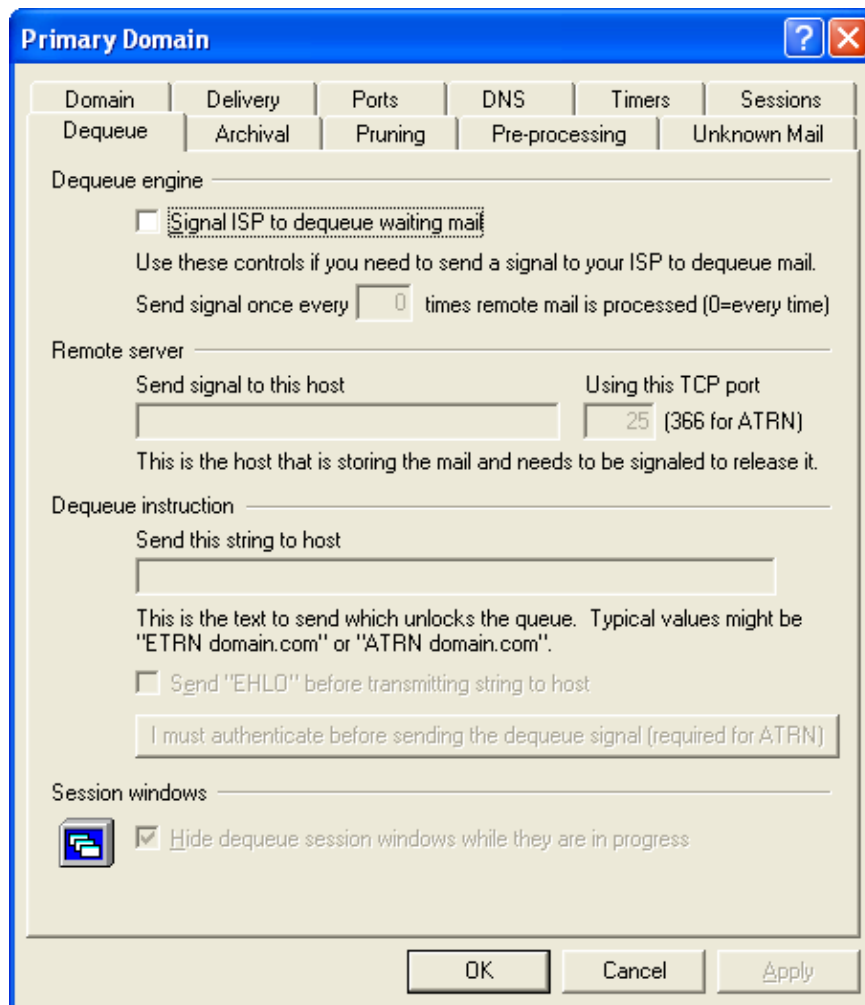 Primary Domain
Domain Delivery Ports DNS Timers Sessions
Dequeue Archival Pruning Pre-processing Unknown Mail
Dequeue engine
Signal ISP to dequeue waiting mail
Use these controls if you need to send a signal to your ISP to dequeue mail.
Send signal once every 0 times remote mail is processed (0=every time)
Remote server
Send signal to this host Using this TCP port
25 (366 for ATRN)
This is the host that is storing the mail and needs to be signaled to release it.
Dequeue instruction
Send this string to host
This is the text to send which unlocks the queue. Typical values might be
"ETRN domain.com" or "ATRN domain.com".
Send "EHLO" before transmitting string to host
I must authenticate before sending the dequeue signal (required for ATRN)
Session windows
Hide dequeue session windows while they are in progress
OK Cancel Apply